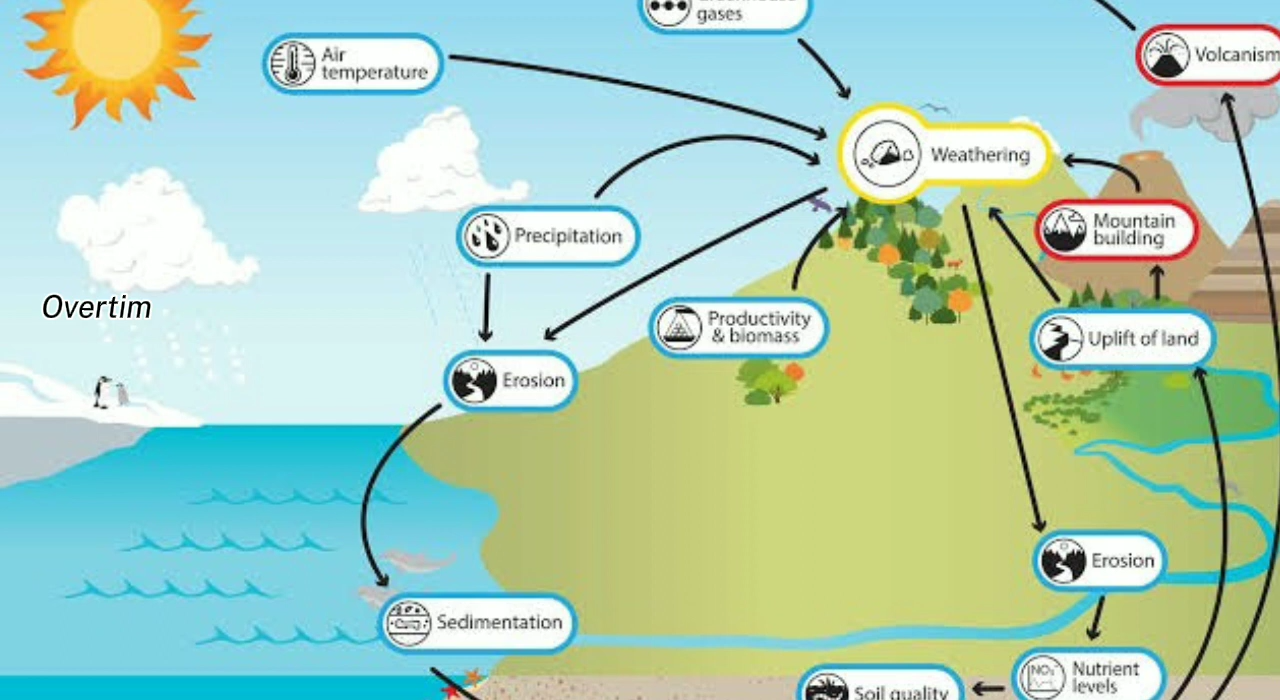 gases
Volcanism
Air
temperature
Weathering
Mountain
building
Precipitation
Overtim
Productivity
& biomass
Uplift of land
Erosion
Erosion
Sedimentation
NO₃
Nutrient
levels
Soil quality